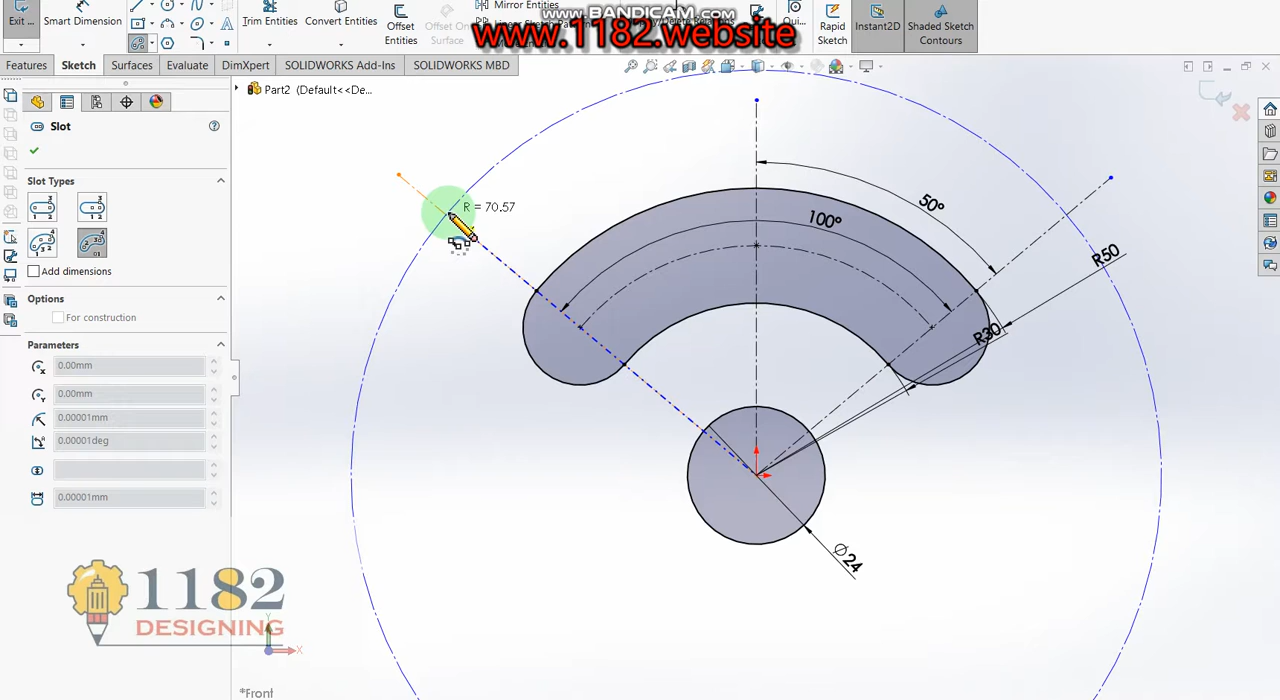 www.BANDICAM.com
Mirror Entities
Exit ...
Smart Dimension
Trim Entities
Convert Entities
Offset Entities
Offset On Surface
Rapid Sketch
Instant2D
Shaded Sketch Contours
www.1182.website
Features
Sketch
Surfaces
Evaluate
DimXpert
SOLIDWORKS Add-Ins
SOLIDWORKS MBD
Part2 (Default<<De...
Slot
Slot Types
Add dimensions
Options
For construction
Parameters
0.00mm
0.00mm
0.00001mm
0.00001deg
0.00001mm
R = 70.57
50°
100°
R50
R30
Ø24
1182
DESIGNING
Y
X
*Front